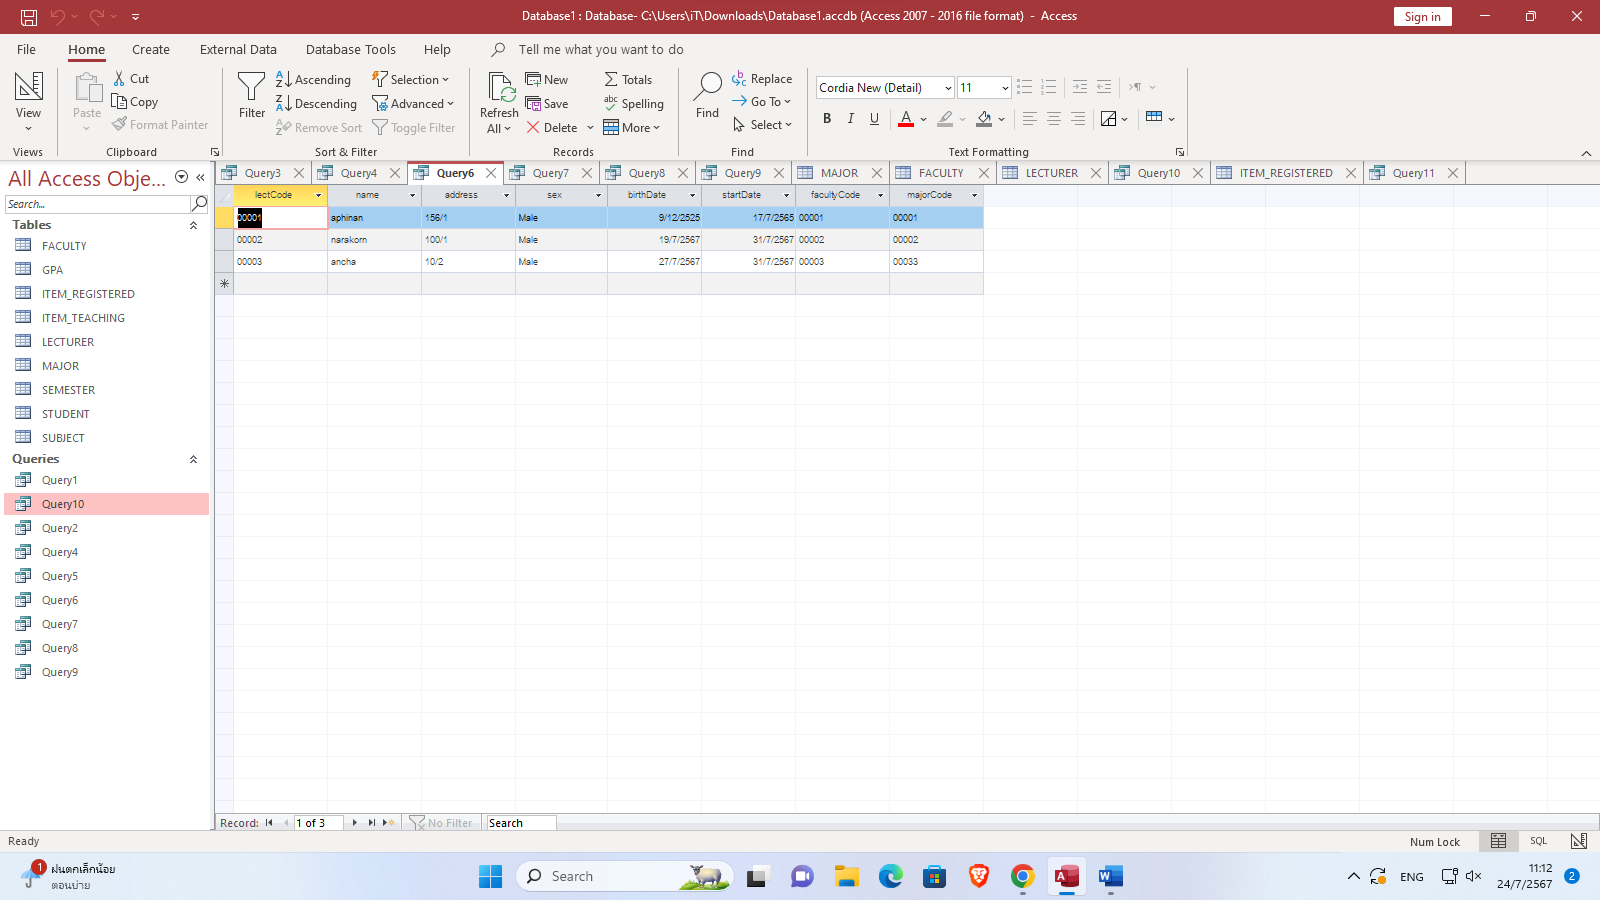 Database1 : Database- C:\Users\iT\Downloads\Database1.accdb (Access 2007 - 2016 file format) - Access
Sign in
File Home Create External Data Database Tools Help Tell me what you want to do
View
Views
Paste
Cut
Copy
Format Painter
Clipboard
Filter
Ascending
Descending
Remove Sort
Selection
Advanced
Toggle Filter
Sort & Filter
Refresh
All
New
Save
Delete
Totals
Spelling
More
Records
Find
Replace
Go To
Select
Find
Cordia New (Detail) 11
B I U A
Text Formatting
All Access Obje...
Search...
Tables
FACULTY
GPA
ITEM_REGISTERED
ITEM_TEACHING
LECTURER
MAJOR
SEMESTER
STUDENT
SUBJECT
Queries
Query1
Query10
Query2
Query4
Query5
Query6
Query7
Query8
Query9
Query3 Query4 Query6 Query7 Query8 Query9 MAJOR FACULTY LECTURER Query10 ITEM_REGISTERED Query11
lectCode name address sex birthDate startDate facultyCode majorCode
00001 aphinan 156/1 Male 9/12/2525 17/7/2565 00001 00001
00002 narakorn 100/1 Male 19/7/2567 31/7/2567 00002 00002
00003 ancha 10/2 Male 27/7/2567 31/7/2567 00003 00033
Record: 1 of 3 No Filter Search
Ready
Num Lock SQL
1
ฝนตกเล็กน้อย
ตอนบ่าย
Search
ENG
11:12
24/7/2567
2